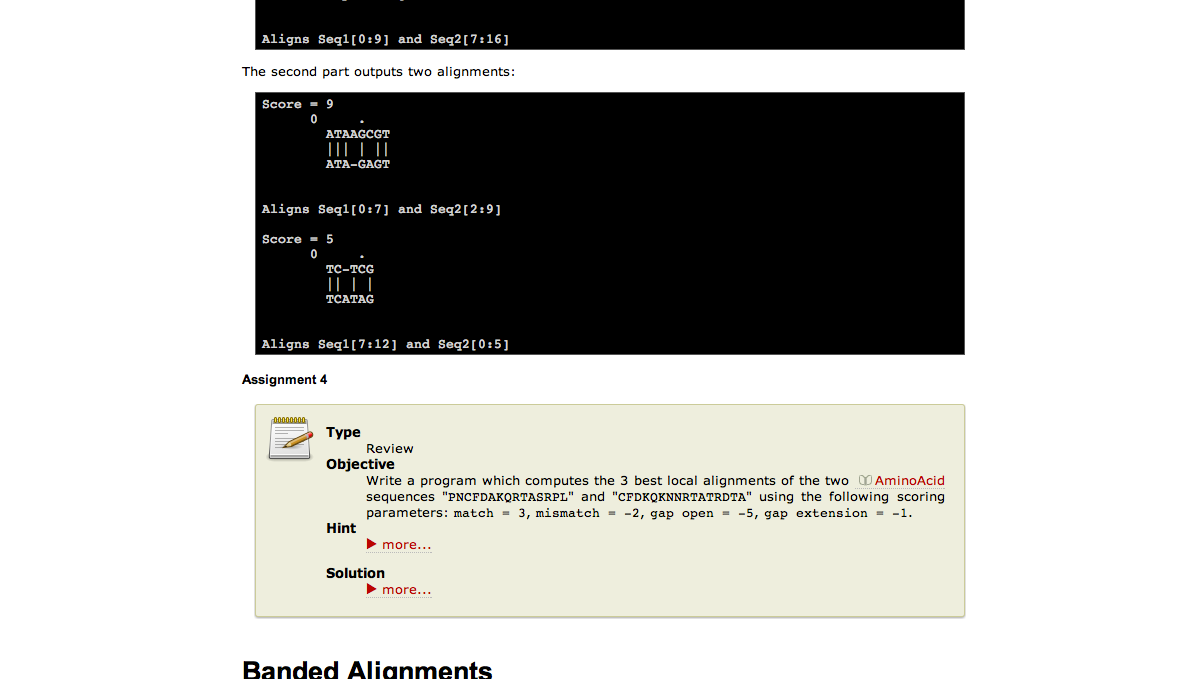 Aligns Seq1[0:9] and Seq2[7:16]
The second part outputs two alignments:
Score = 9
0 .
ATAAGCGT
||| | ||
ATA-GAGT
Aligns Seq1[0:7] and Seq2[2:9]
Score = 5
0 .
TC-TCG
|| | |
TCATAG
Aligns Seq1[7:12] and Seq2[0:5]
Assignment 4
Type
Review
Objective
Write a program which computes the 3 best local alignments of the two AminoAcid
sequences "PNCFDAKQRTASRPL" and "CFDKQKNNRTATRDTA" using the following scoring
parameters: match = 3, mismatch = -2, gap open = -5, gap extension = -1.
Hint
more...
Solution
more...
Banded Alignments